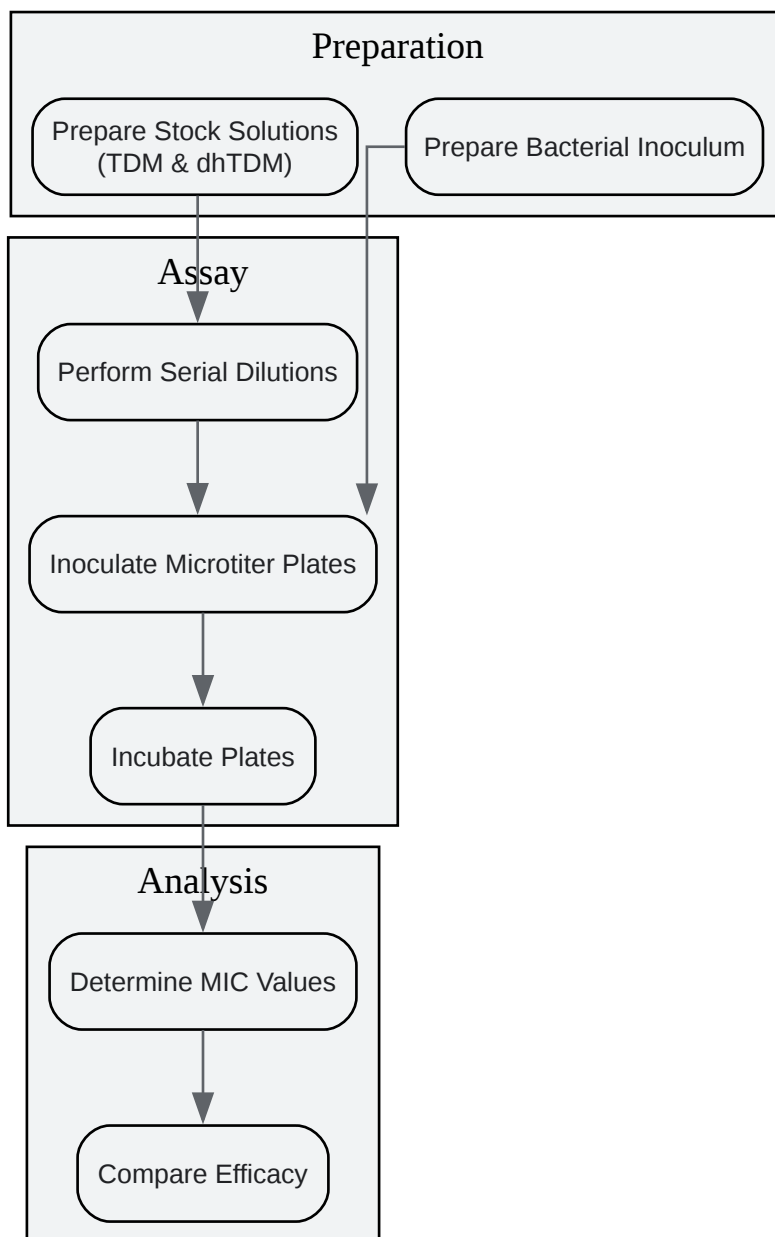 Preparation
Prepare Stock Solutions
(TDM & dhTDM)
Prepare Bacterial Inoculum
Assay
Perform Serial Dilutions
Inoculate Microtiter Plates
Incubate Plates
Analysis
Determine MIC Values
Compare Efficacy